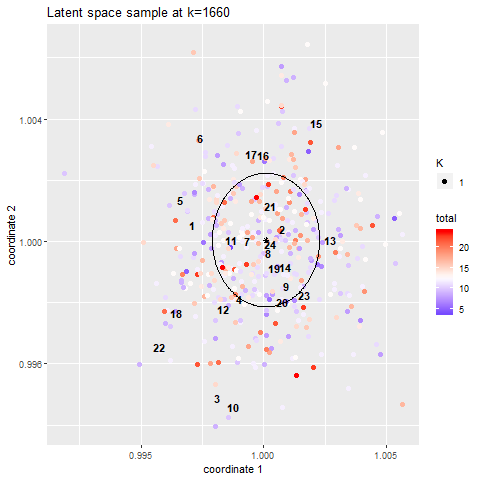 Latent space sample at k=1660
1.004
1.000
0.996
coordinate 2
15
6
17 16
5
21
1
2
11 7 24 13
8
19 14
9
4 20 23
12
18
22
3
10
0.995 1.000 1.005
coordinate 1
K
1
total
20
15
10
5